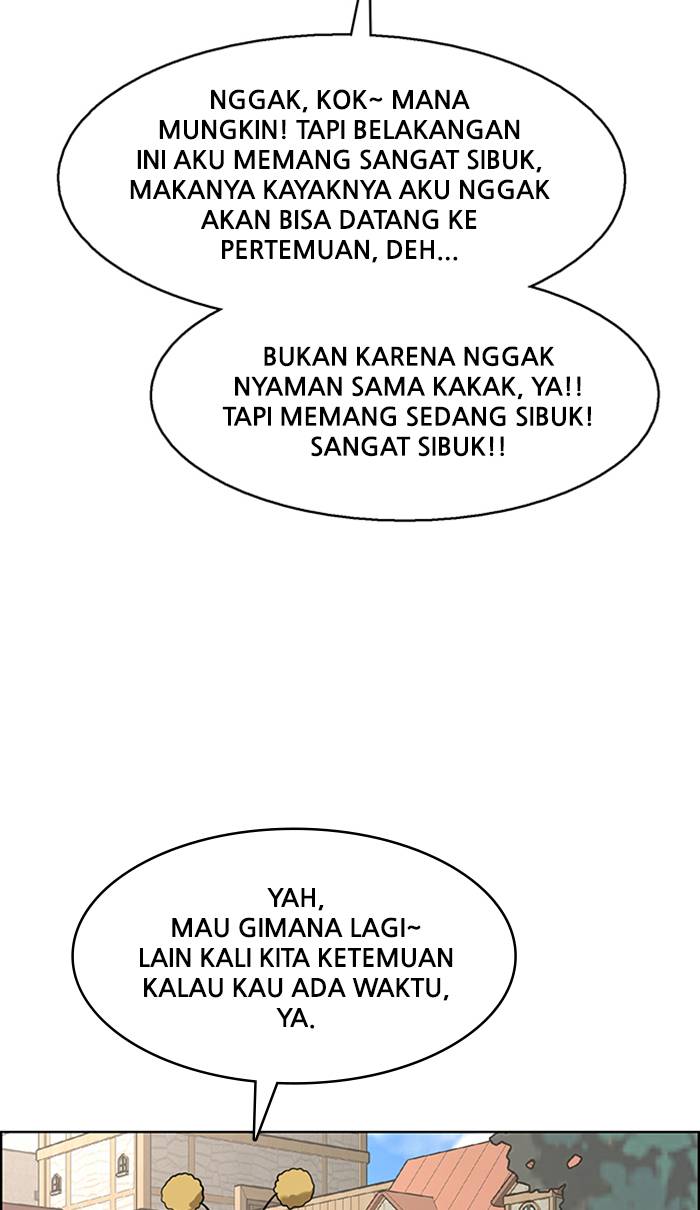 NGGAK, KOK~ MANA
MUNGKIN! TAPI BELAKANGAN
INI AKU MEMANG SANGAT SIBUK,
MAKANYA KAYAKNYA AKU NGGAK
AKAN BISA DATANG KE
PERTEMUAN, DEH...
BUKAN KARENA NGGAK
NYAMAN SAMA KAKAK, YA!!
TAPI MEMANG SEDANG SIBUK!
SANGAT SIBUK!!
YAH,
MAU GIMANA LAGI~
LAIN KALI KITA KETEMUAN
KALAU KAU ADA WAKTU,
YA.